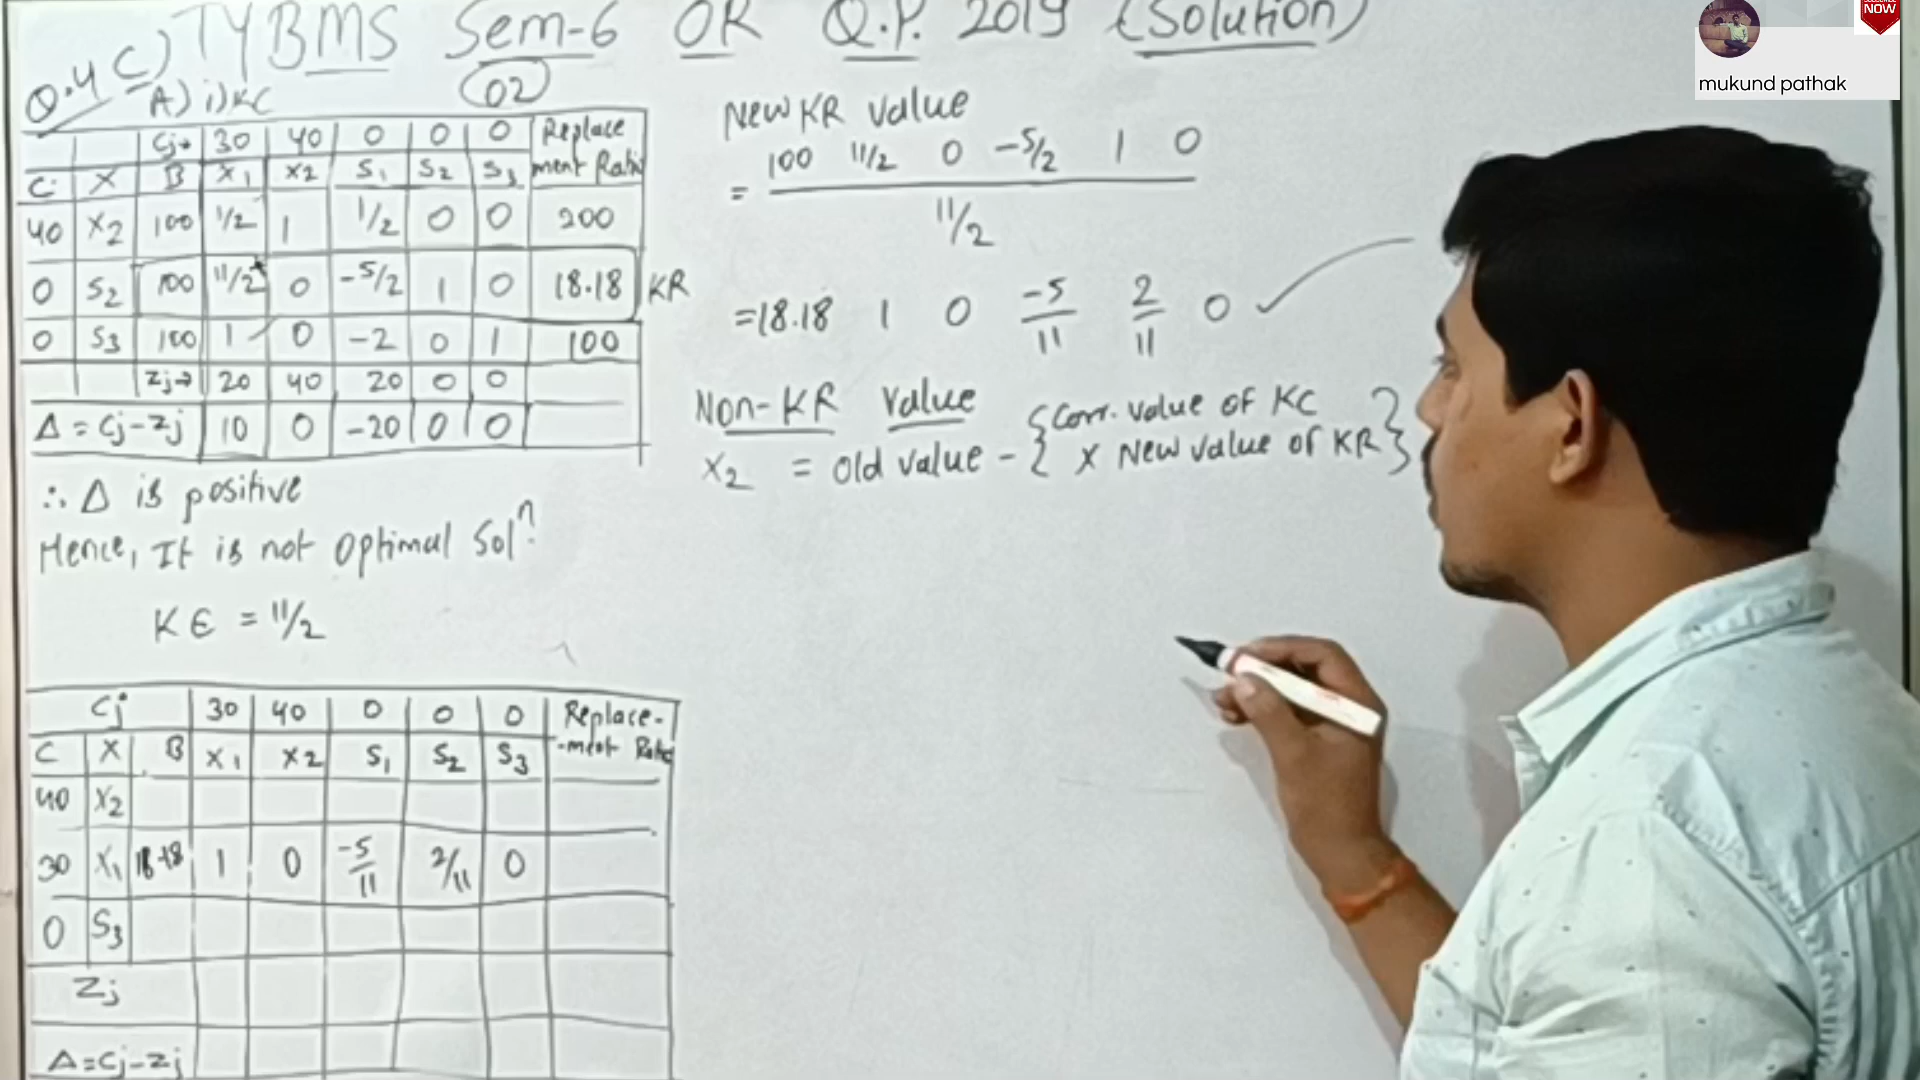 TYBMS Sem-6 OR Q.P. 2019 (Solution)
Q.4 C)
A) i) KC
02
Cj→ 30 40 0 0 0 Replace
C X B X1 X2 S1 S2 S3 ment Ratio
40 X2 100 1/2 1 1/2 0 0 200
0 S2 100 11/2 0 -5/2 1 0 18.18 KR
0 S3 100 1 0 -2 0 1 100
Zj→ 20 40 20 0 0
Δ = Cj-Zj 10 0 -20 0 0
∴ Δ is positive
Hence, It is not Optimal Solⁿ.
KE = 11/2
Cj 30 40 0 0 0 Replace-
C X B X1 X2 S1 S2 S3 -ment Ratio
40 X2
30 X1 18.18 1 0 -5/11 2/11 0
0 S3
Zj
Δ=Cj-Zj
New KR value
= 100 11/2 0 -5/2 1 0
11/2
=18.18 1 0 -5/11 2/11 0
Non-KR value
X2 = old value - { Corr. value of KC
X New value of KR }
NOW
mukund pathak